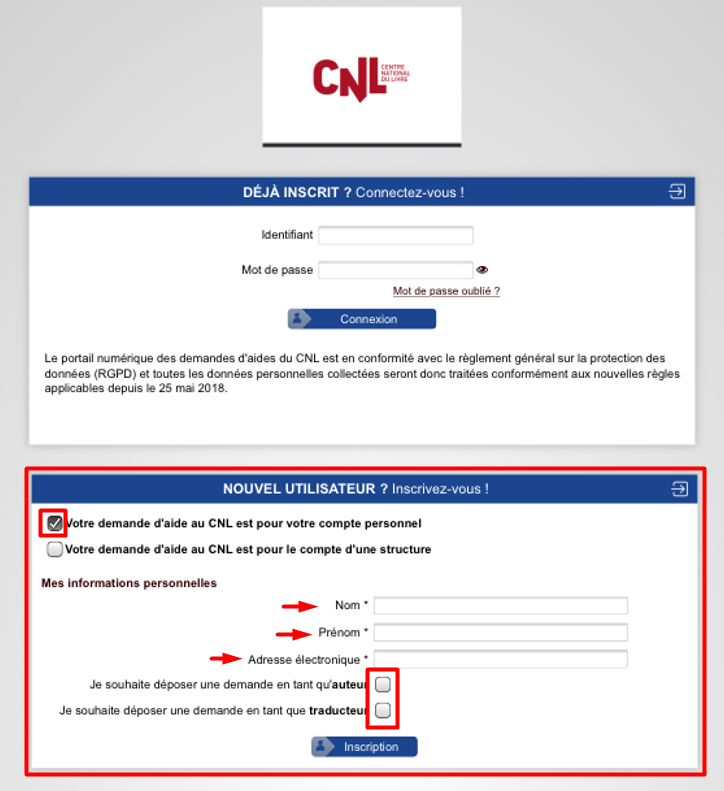 CNL CENTRE
NATIONAL
DU LIVRE
DÉJÀ INSCRIT ? Connectez-vous !
Identifiant
Mot de passe
Mot de passe oublié ?
Connexion
Le portail numérique des demandes d'aides du CNL est en conformité avec le règlement général sur la protection des
données (RGPD) et toutes les données personnelles collectées seront donc traitées conformément aux nouvelles règles
applicables depuis le 25 mai 2018.
NOUVEL UTILISATEUR ? Inscrivez-vous !
Votre demande d'aide au CNL est pour votre compte personnel
Votre demande d'aide au CNL est pour le compte d'une structure
Mes informations personnelles
Nom *
Prénom *
Adresse électronique *
Je souhaite déposer une demande en tant qu'auteur
Je souhaite déposer une demande en tant que traducteur
Inscription